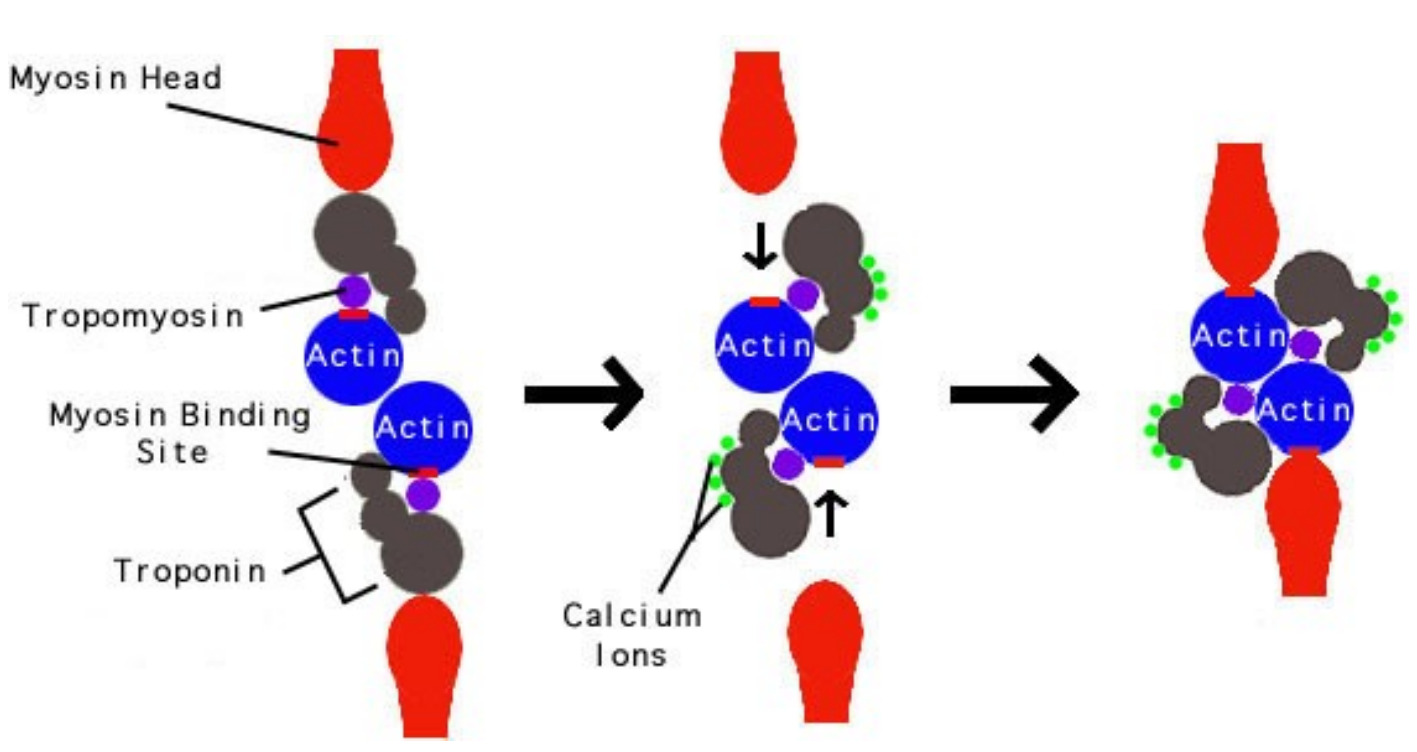 Myosin Head
Tropomyosin
Actin
Myosin Binding
Site
Actin
Troponin
Actin
Actin
Calcium
Ions
Actin
Actin